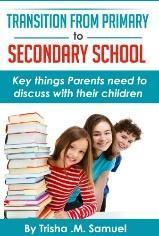 TRANSITION FROM PRIMARY
to
SECONDARY SCHOOL
Key things Parents need to
discuss with their children
By Trisha .M. Samuel